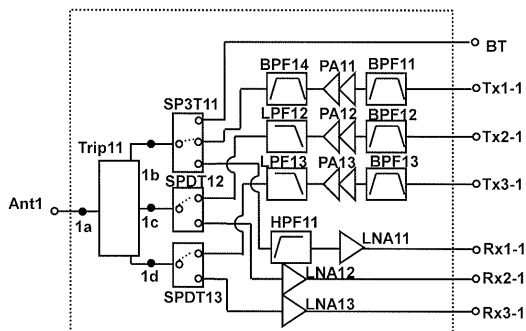 BT
BPF14 PA11 BPF11
SP3T11
Tx1-1
LPF12 PA12 BPF12
Tx2-1
Trip11
1b
LPF13 PA13 BPF13
Tx3-1
SPDT12
Ant1
1a
1c
HPF11
LNA11
Rx1-1
1d
LNA12
Rx2-1
SPDT13
LNA13
Rx3-1